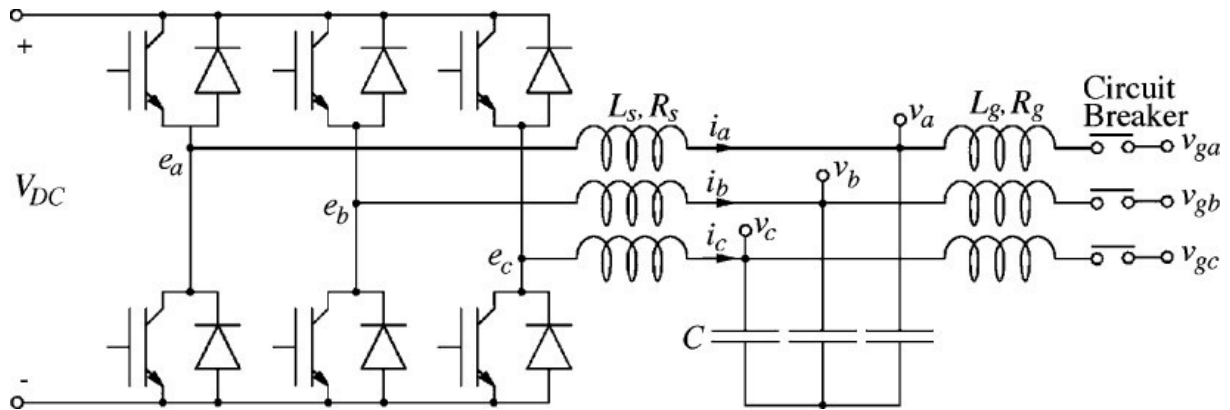 +
V_DC
-
e_a
e_b
e_c
L_s, R_s
i_a
i_b
i_c
v_a
v_b
v_c
C
L_g, R_g
Circuit
Breaker
v_ga
v_gb
v_gc